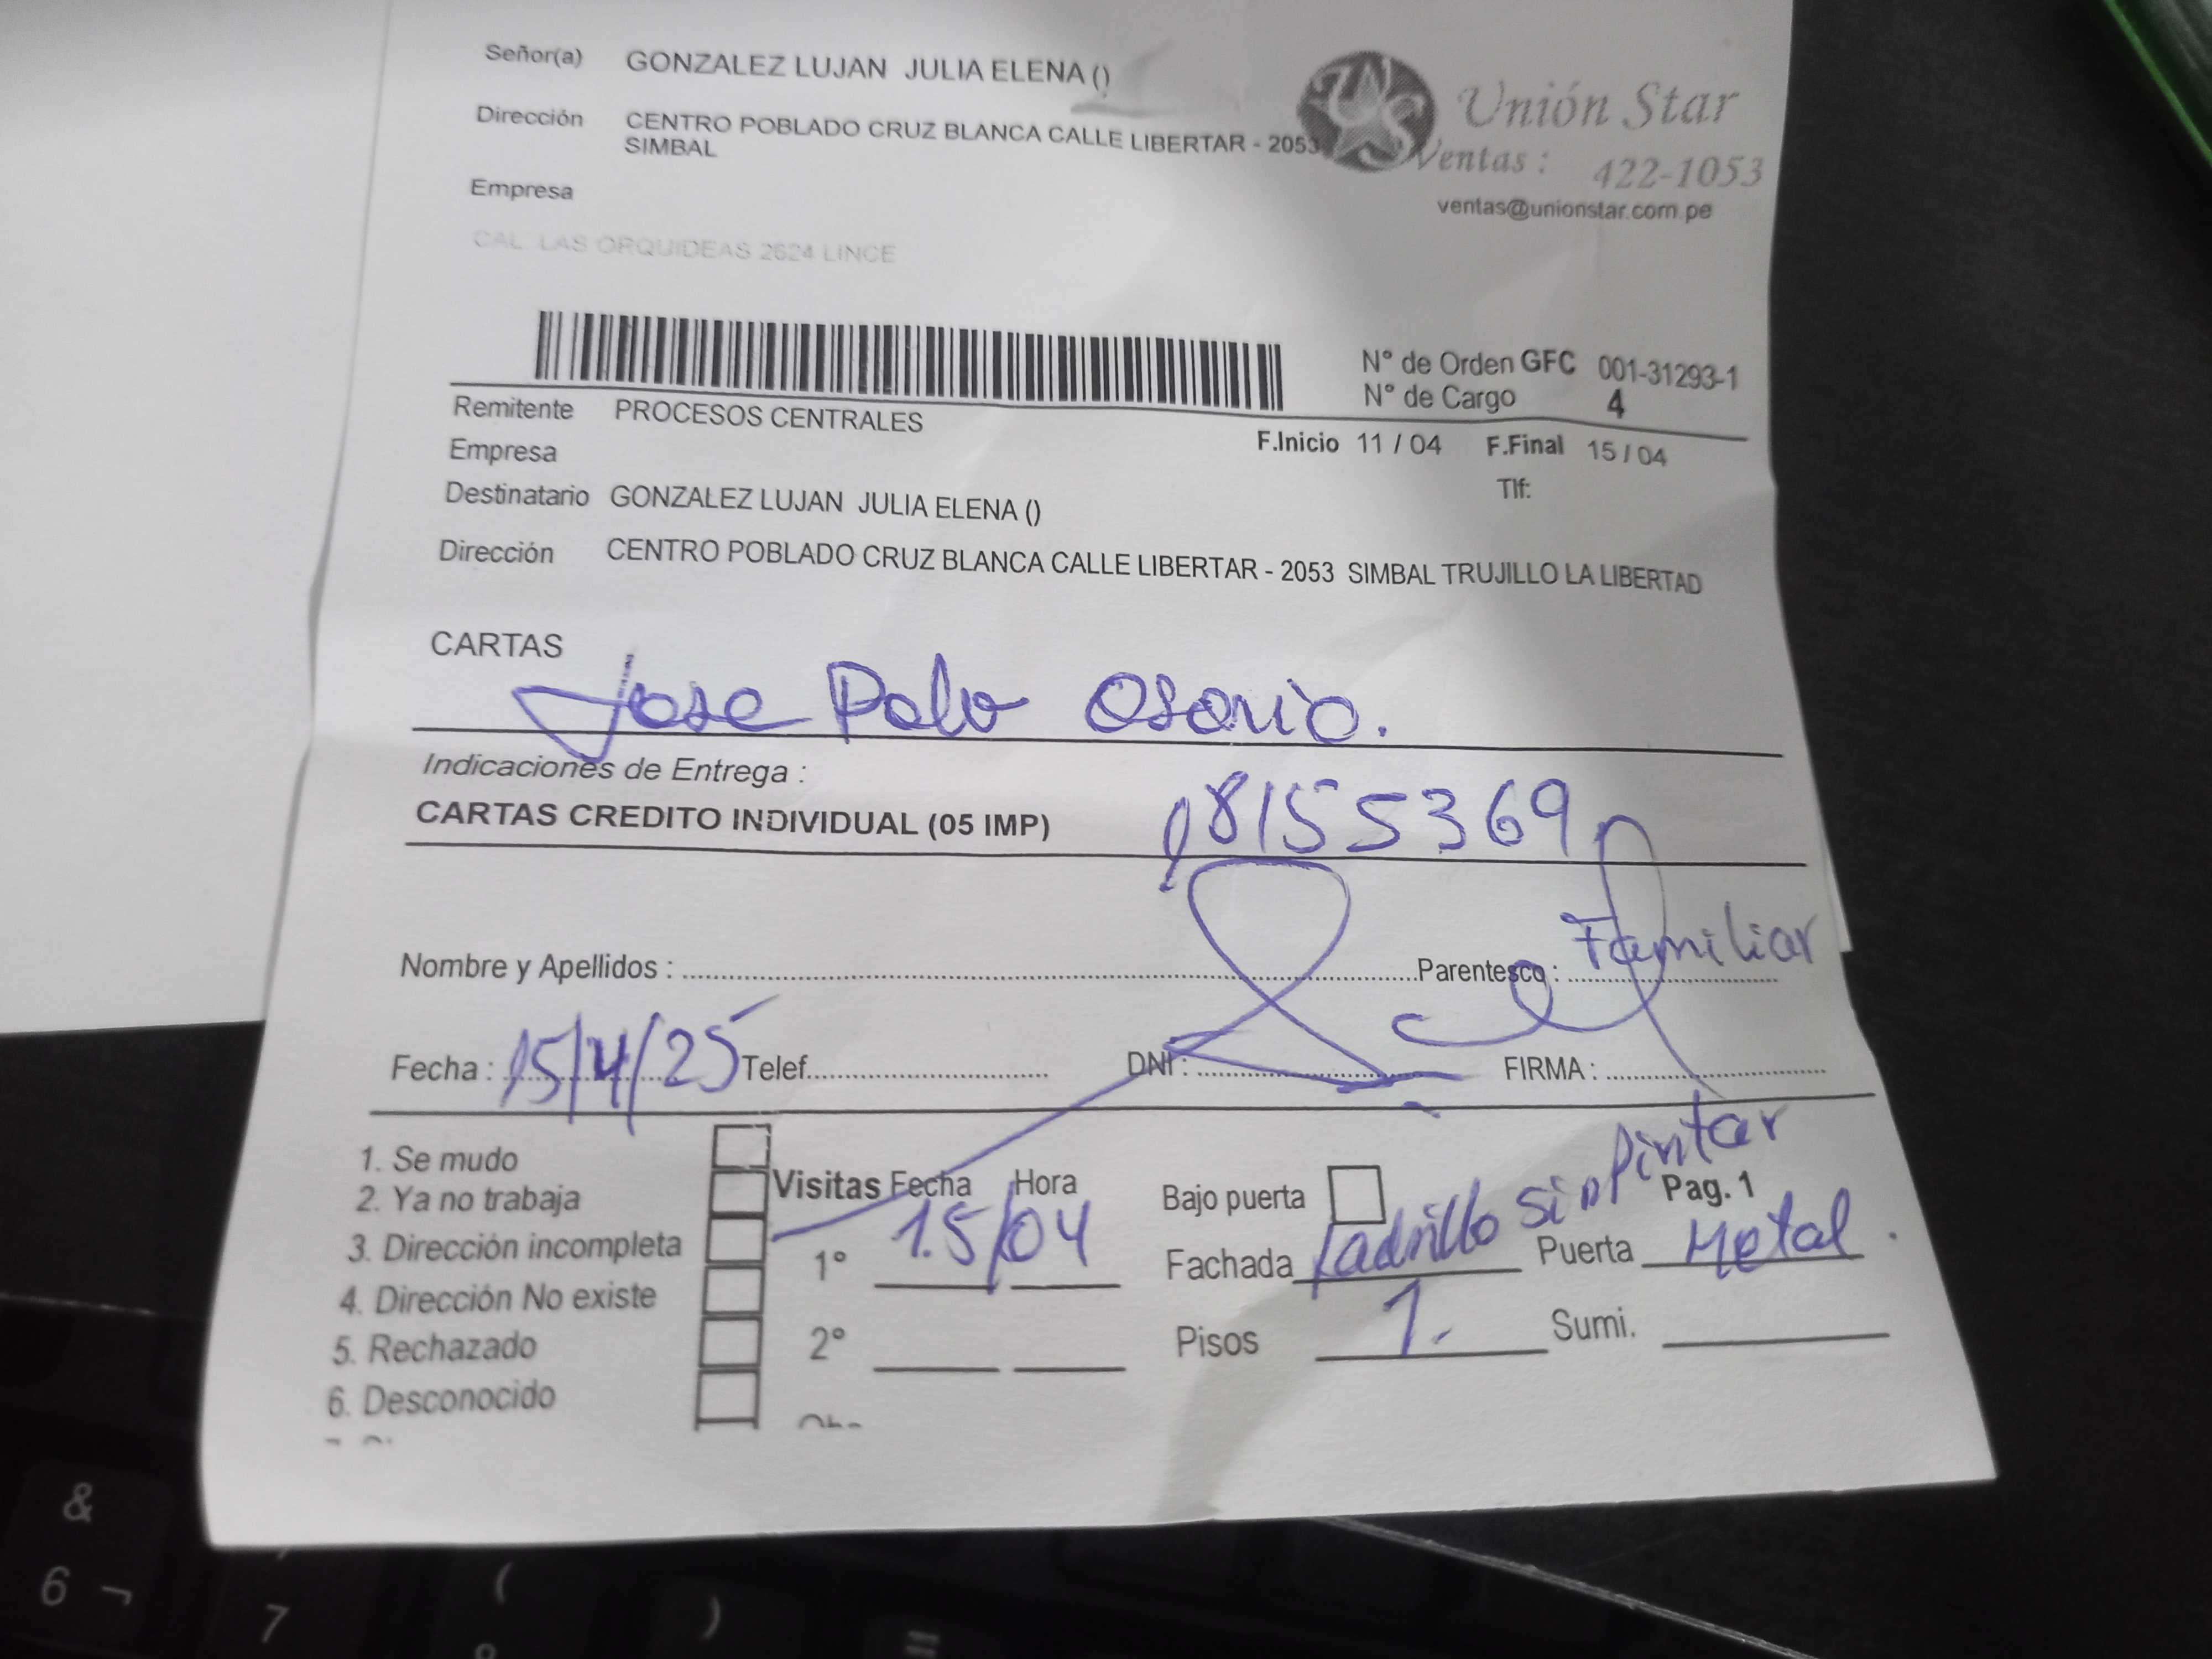 Señor(a) GONZALEZ LUJAN JULIA ELENA ()
Unión Star
Dirección CENTRO POBLADO CRUZ BLANCA CALLE LIBERTAR - 2053
SIMBAL
Ventas : 422-1053
Empresa
ventas@unionstar.com.pe
CAL. LAS ORQUIDEAS 2624 LINCE
N° de Orden GFC 001-31293-1
N° de Cargo 4
Remitente PROCESOS CENTRALES
F.Inicio 11 / 04 F.Final 15 / 04
Empresa
Tlf:
Destinatario GONZALEZ LUJAN JULIA ELENA ()
Dirección CENTRO POBLADO CRUZ BLANCA CALLE LIBERTAR - 2053 SIMBAL TRUJILLO LA LIBERTAD
CARTAS
Jose Polo Osorio.
Indicaciones de Entrega :
CARTAS CREDITO INDIVIDUAL (05 IMP) 18155369
Nombre y Apellidos : Parentesco : Familiar
Fecha : 15/4/25 Telef. DNI : FIRMA :
1. Se mudo
2. Ya no trabaja
3. Dirección incompleta
4. Dirección No existe
5. Rechazado
6. Desconocido
Visitas Fecha Hora
1° 15/04
2°
Bajo puerta Pag. 1
Fachada Ladrillo sin Pintar Puerta Metal.
Pisos 1. Sumi.
&
6 ¬
7
(
)
=